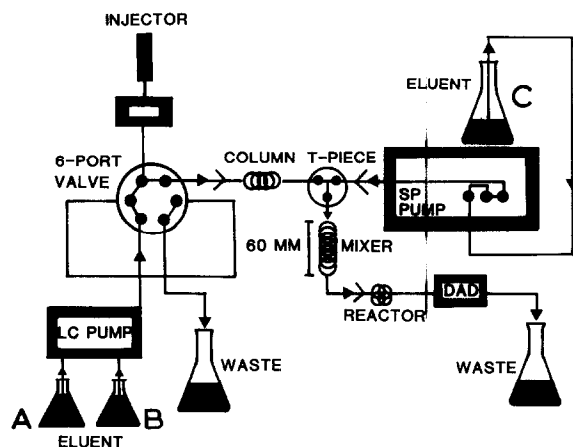 INJECTOR
ELUENT C
6-PORT
VALVE
COLUMN T-PIECE
SP
PUMP
60 MM MIXER
REACTOR
DAD
LC PUMP
WASTE
WASTE
A B
ELUENT